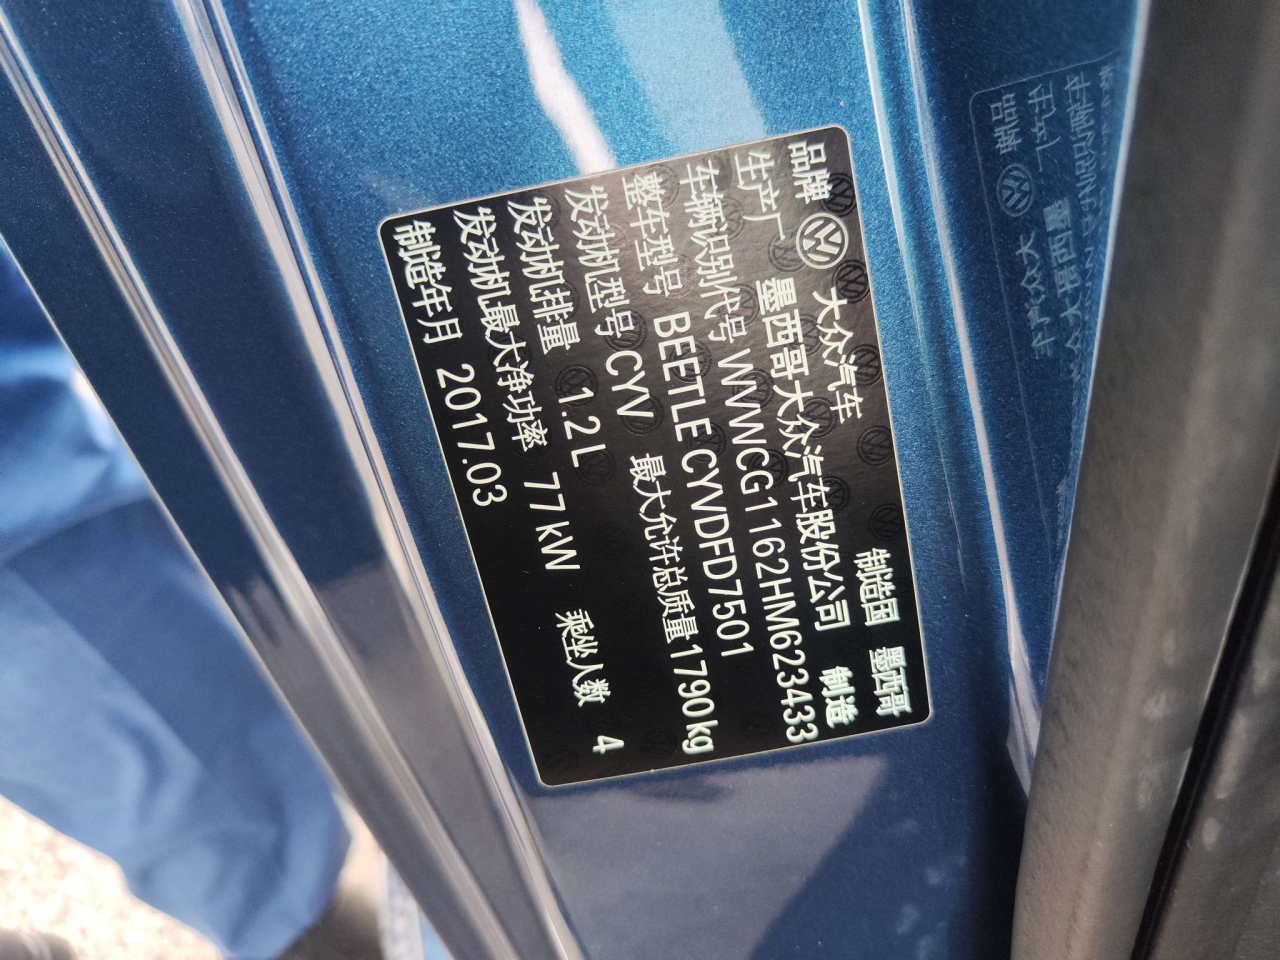 品牌 大众汽车 制造国 墨西哥
生产厂 墨西哥大众汽车股份公司 制造
车辆识别代号 WVWCG1162HM623433
整车型号 BEETLE CYVDFD7501
发动机型号 CYV 最大允许总质量 1790kg
发动机排量 1.2 L
发动机最大净功率 77 kW 乘坐人数 4
制造年月 2017.03